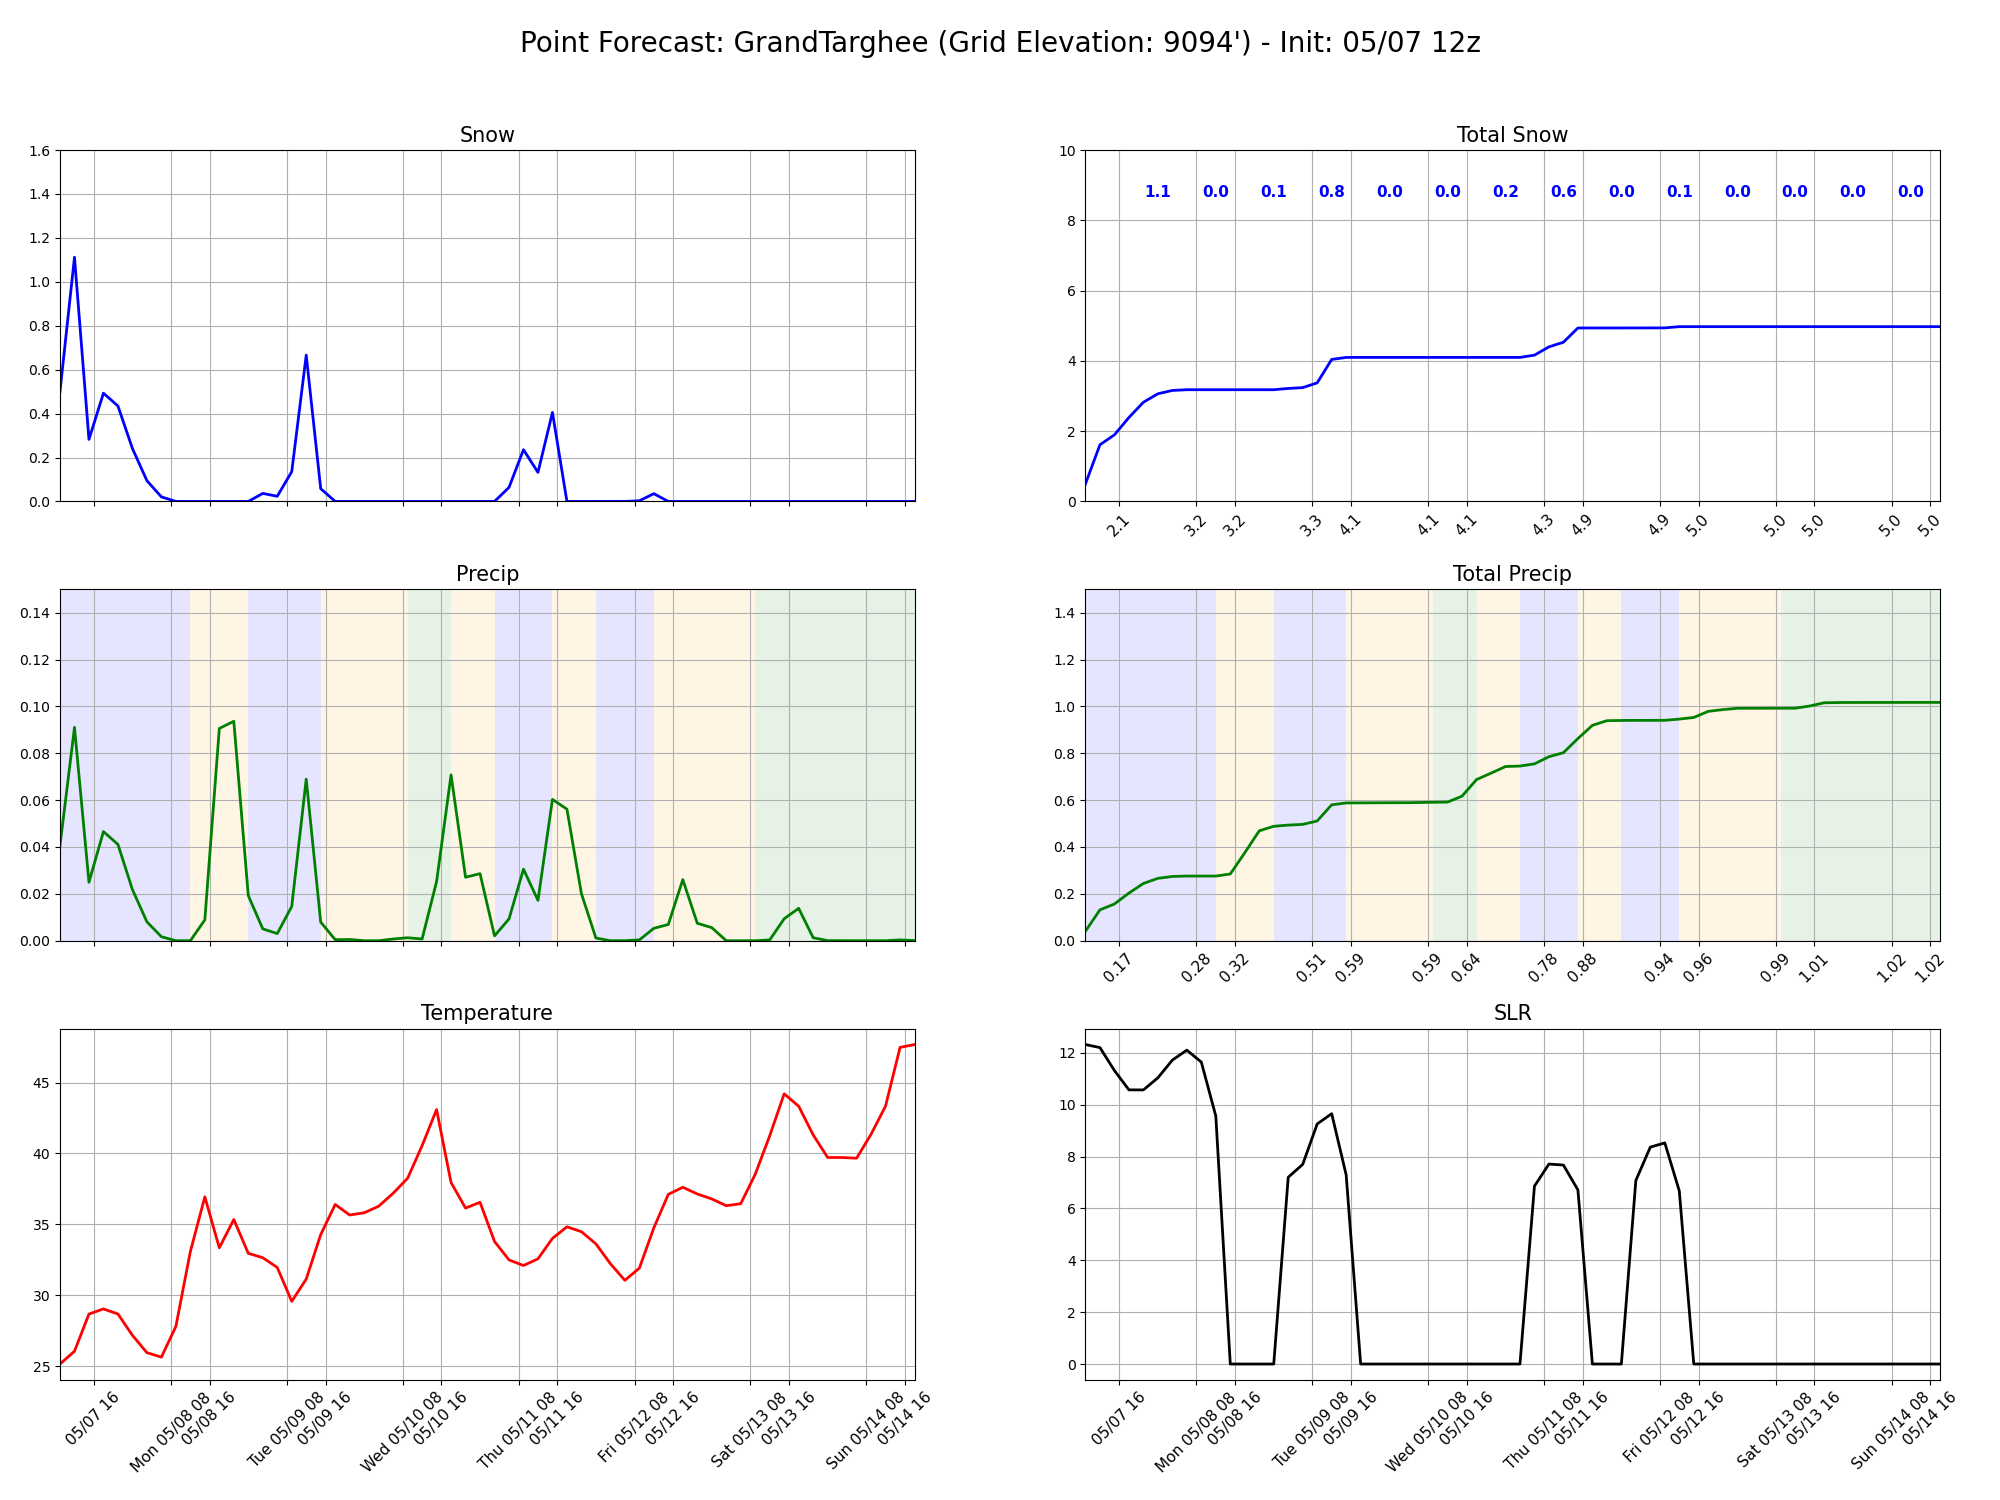 Point Forecast: GrandTarghee (Grid Elevation: 9094') - Init: 05/07 12z
Snow
1.6
1.4
1.2
1.0
0.8
0.6
0.4
0.2
0.0
Total Snow
10
8
6
4
2
0
1.1 0.0 0.1 0.8 0.0 0.0 0.2 0.6 0.0 0.1 0.0 0.0 0.0 0.0
2.1 3.2 3.2 3.3 4.1 4.1 4.1 4.3 4.9 4.9 5.0 5.0 5.0 5.0 5.0
Precip
0.14
0.12
0.10
0.08
0.06
0.04
0.02
0.00
Total Precip
1.4
1.2
1.0
0.8
0.6
0.4
0.2
0.0
0.17 0.28 0.32 0.51 0.59 0.59 0.64 0.78 0.88 0.94 0.96 0.99 1.01 1.02 1.02
Temperature
45
40
35
30
25
05/07 16
Mon 05/08 08
05/08 16
Tue 05/09 08
05/09 16
Wed 05/10 08
05/10 16
Thu 05/11 08
05/11 16
Fri 05/12 08
05/12 16
Sat 05/13 08
05/13 16
Sun 05/14 08
05/14 16
SLR
12
10
8
6
4
2
0
05/07 16
Mon 05/08 08
05/08 16
Tue 05/09 08
05/09 16
Wed 05/10 08
05/10 16
Thu 05/11 08
05/11 16
Fri 05/12 08
05/12 16
Sat 05/13 08
05/13 16
Sun 05/14 08
05/14 16